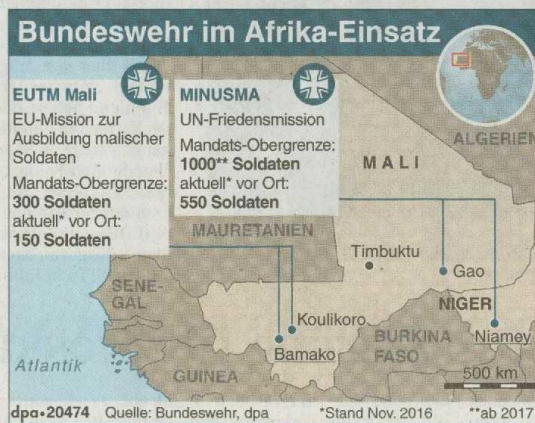 Bundeswehr im Afrika-Einsatz
EUTM Mali
EU-Mission zur
Ausbildung malischer
Soldaten
Mandats-Obergrenze:
300 Soldaten
aktuell* vor Ort:
150 Soldaten
MINUSMA
UN-Friedensmission
Mandats-Obergrenze:
1000** Soldaten
aktuell* vor Ort:
550 Soldaten
ALGERIEN
MALI
MAURETANIEN
Timbuktu
Gao
SENE-
GAL
NIGER
Koulikoro
Niamey
Bamako
BURKINA
FASO
Atlantik
GUINEA
500 km
dpa•20474 Quelle: Bundeswehr, dpa *Stand Nov. 2016 **ab 2017